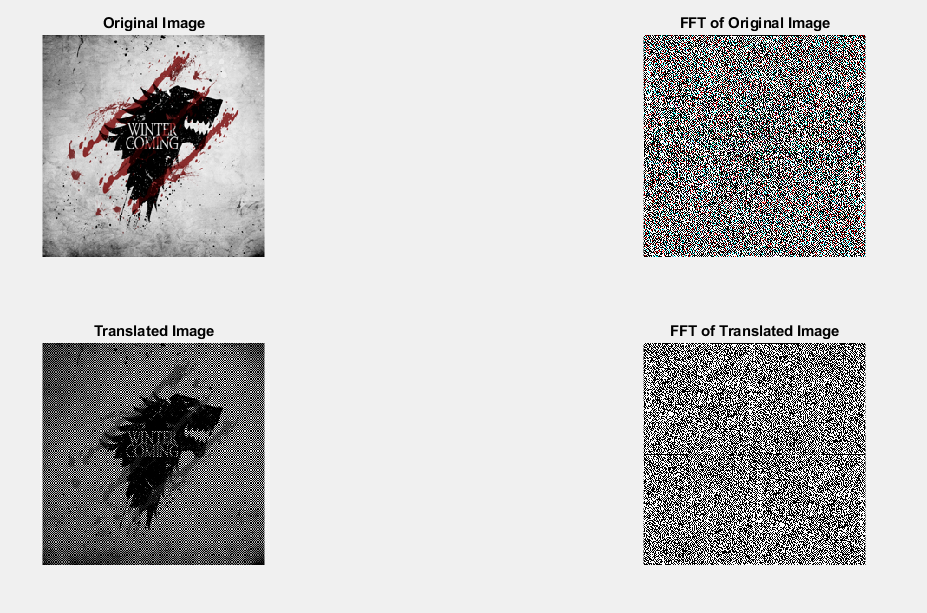 Original Image
FFT of Original Image
WINTER
COMING
Translated Image
FFT of Translated Image
WINTER
COMING